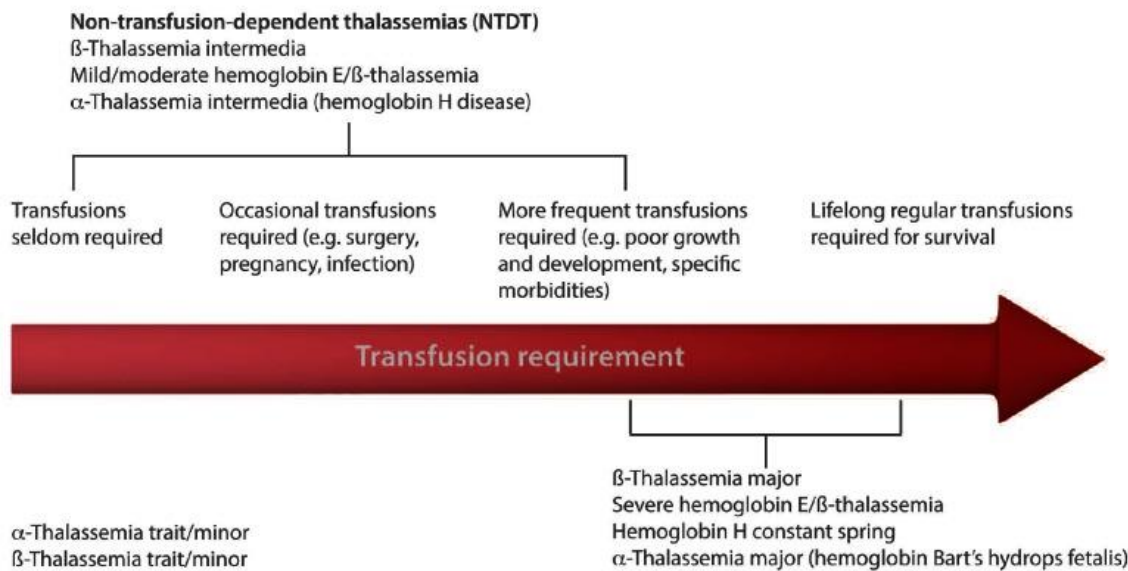 Non-transfusion-dependent thalassemias (NTDT)
ß-Thalassemia intermedia
Mild/moderate hemoglobin E/ß-thalassemia
α-Thalassemia intermedia (hemoglobin H disease)
Transfusions
seldom required
Occasional transfusions
required (e.g. surgery,
pregnancy, infection)
More frequent transfusions
required (e.g. poor growth
and development, specific
morbidities)
Lifelong regular transfusions
required for survival
Transfusion requirement
α-Thalassemia trait/minor
ß-Thalassemia trait/minor
ß-Thalassemia major
Severe hemoglobin E/ß-thalassemia
Hemoglobin H constant spring
α-Thalassemia major (hemoglobin Bart's hydrops fetalis)